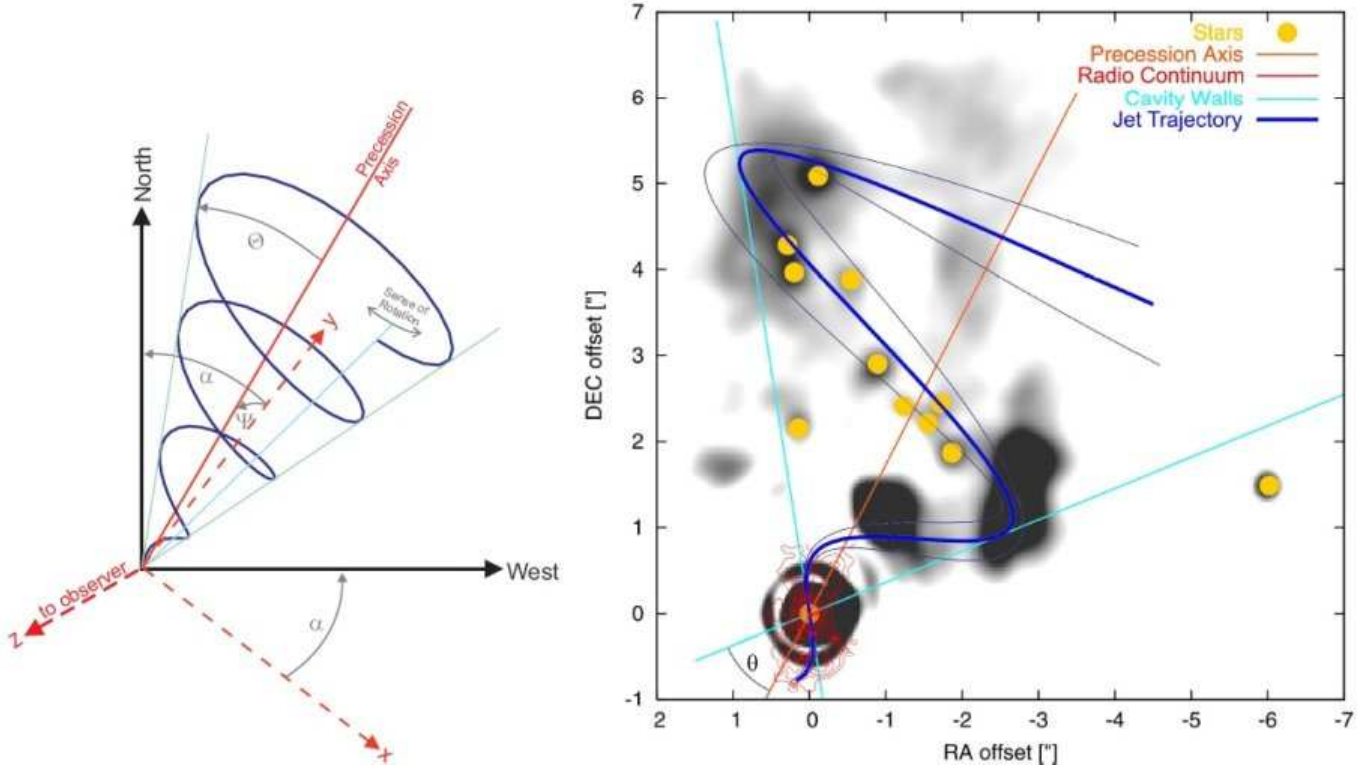 North
West
Precession
Axis
Θ
Sense of
Rotation
y
α
Ψ
to observer
z
α
x
Stars
Precession Axis
Radio Continuum
Cavity Walls
Jet Trajectory
7
6
5
4
3
2
1
0
-1
DEC offset ["]
θ
2 1 0 -1 -2 -3 -4 -5 -6 -7
RA offset ["]